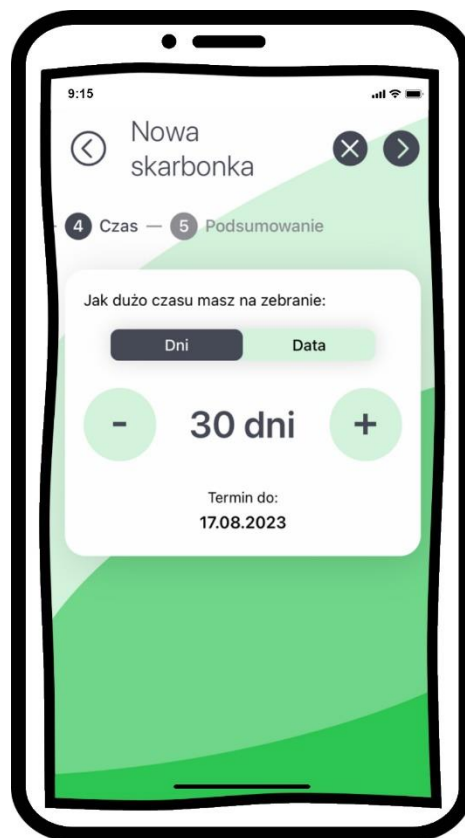 9:15
Nowa
skarbonka
4 Czas — 5 Podsumowanie
Jak dużo czasu masz na zebranie:
Dni Data
- 30 dni +
Termin do:
17.08.2023